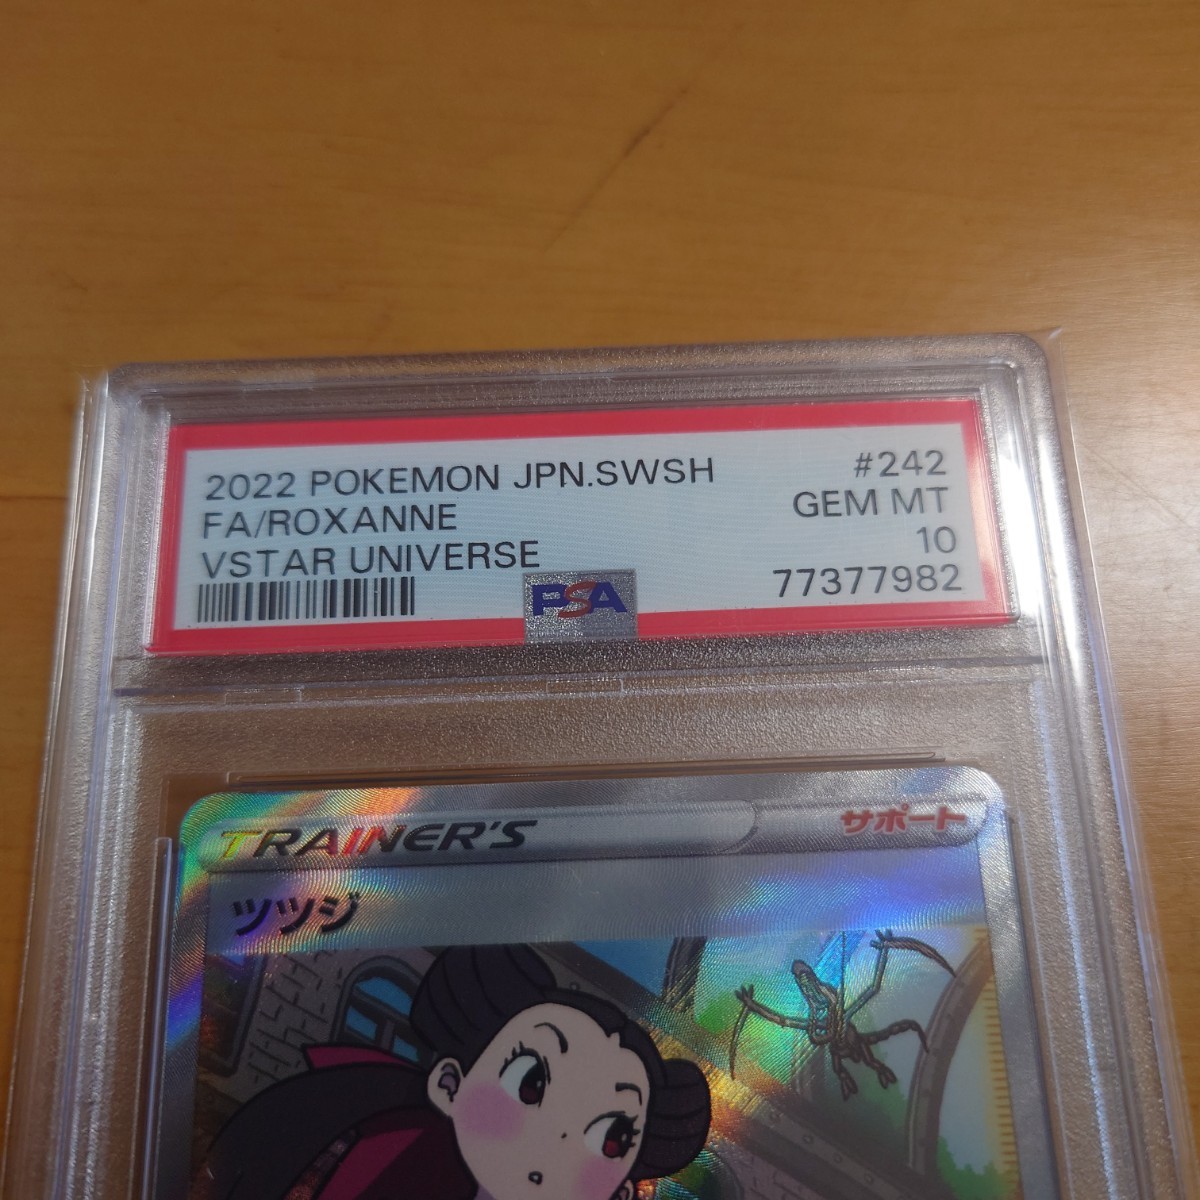 2022 POKEMON JPN.SWSH #242
FA/ROXANNE GEM MT
VSTAR UNIVERSE 10
77377982
PSA
TRAINER'S サポート
ツツジ